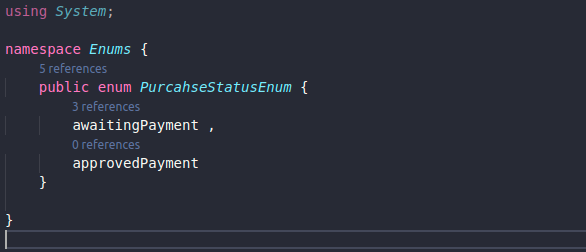 using System;
namespace Enums {
5 references
public enum PurcahseStatusEnum {
3 references
awaitingPayment ,
0 references
approvedPayment
}
}